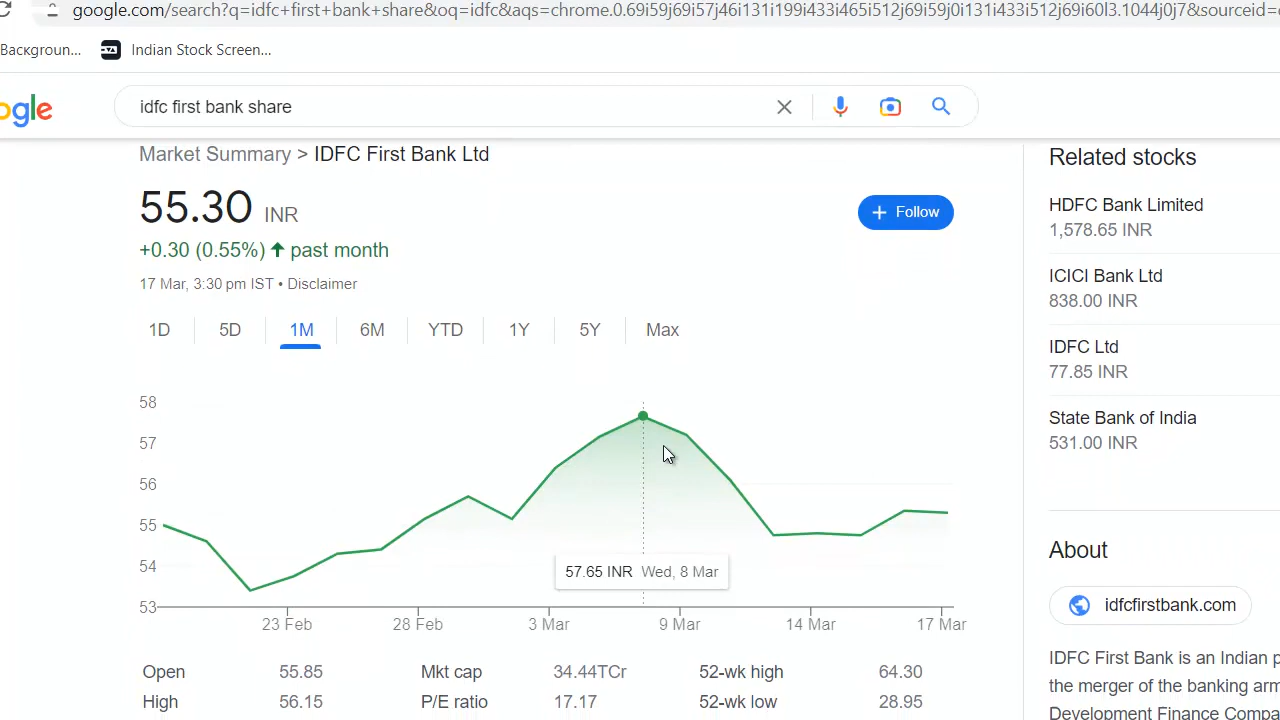 google.com/search?q=idfc+first+bank+share&oq=idfc&aqs=chrome.0.69i59j69i57j46i131i199i433i465i512j69i59j0i131i433i512j69i60l3.1044j0j7&sourceid=
Backgroun...
Indian Stock Screen...
ogle
idfc first bank share
Market Summary > IDFC First Bank Ltd
55.30 INR
+ Follow
+0.30 (0.55%) ↑ past month
17 Mar, 3:30 pm IST • Disclaimer
1D 5D 1M 6M YTD 1Y 5Y Max
58
57
56
55
54
53
57.65 INR Wed, 8 Mar
23 Feb 28 Feb 3 Mar 9 Mar 14 Mar 17 Mar
Open 55.85 Mkt cap 34.44TCr 52-wk high 64.30
High 56.15 P/E ratio 17.17 52-wk low 28.95
Related stocks
HDFC Bank Limited
1,578.65 INR
ICICI Bank Ltd
838.00 INR
IDFC Ltd
77.85 INR
State Bank of India
531.00 INR
About
idfcfirstbank.com
IDFC First Bank is an Indian p
the merger of the banking arm
Development Finance Compa